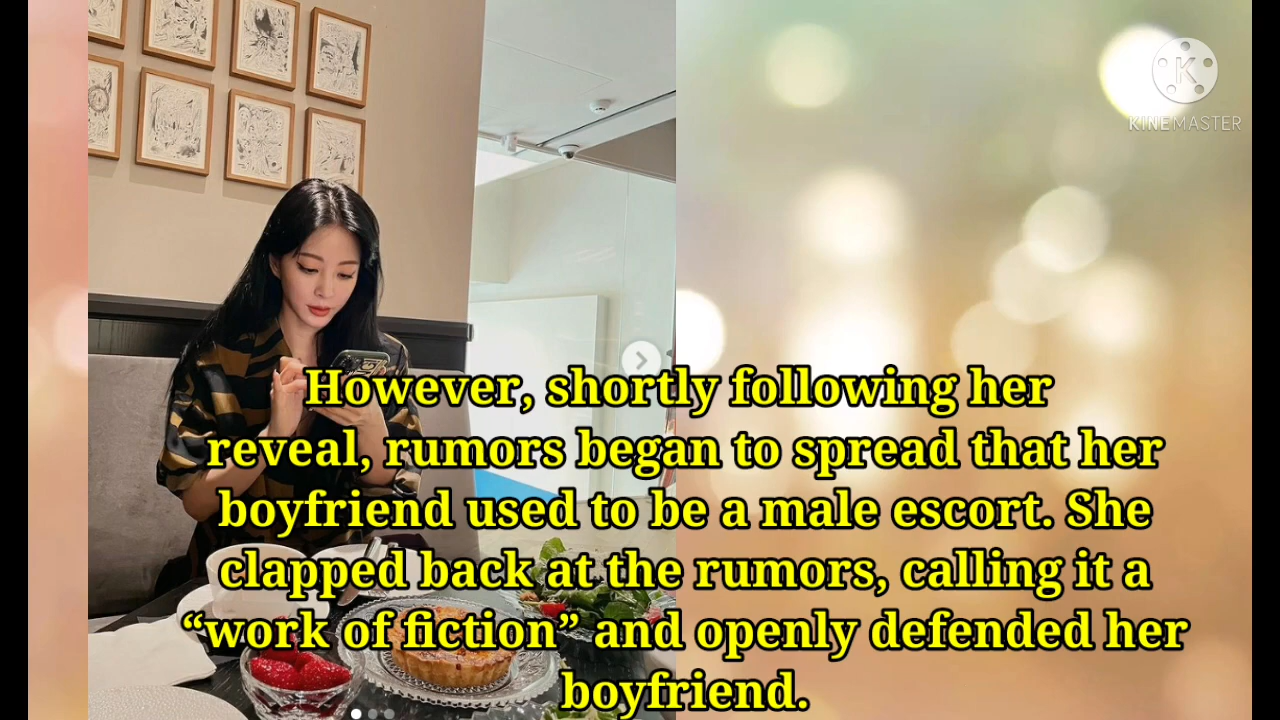 K
KINEMASTER
However, shortly following her
reveal, rumors began to spread that her
boyfriend used to be a male escort. She
clapped back at the rumors, calling it a
“work of fiction” and openly defended her
boyfriend.